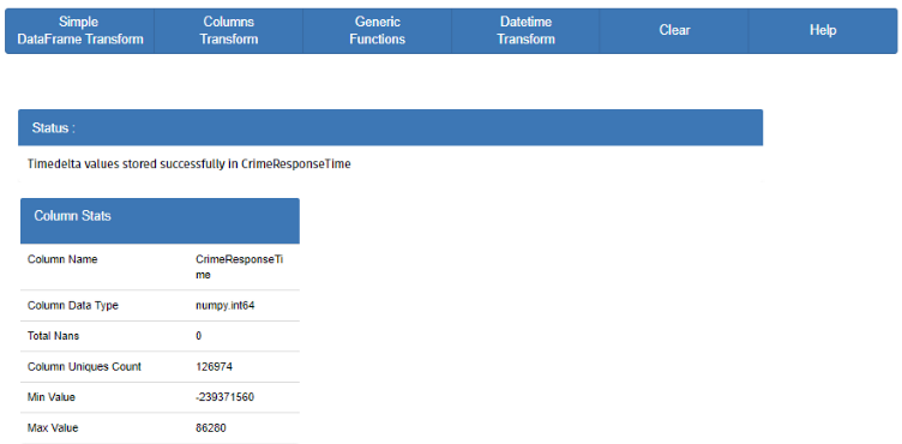 Simple
DataFrame Transform
Columns
Transform
Generic
Functions
Datetime
Transform
Clear
Help
Status :
Timedelta values stored successfully in CrimeResponseTime
Column Stats
Column Name CrimeResponseTi
me
Column Data Type numpy.int64
Total Nans 0
Column Uniques Count 126974
Min Value -239371560
Max Value 86280